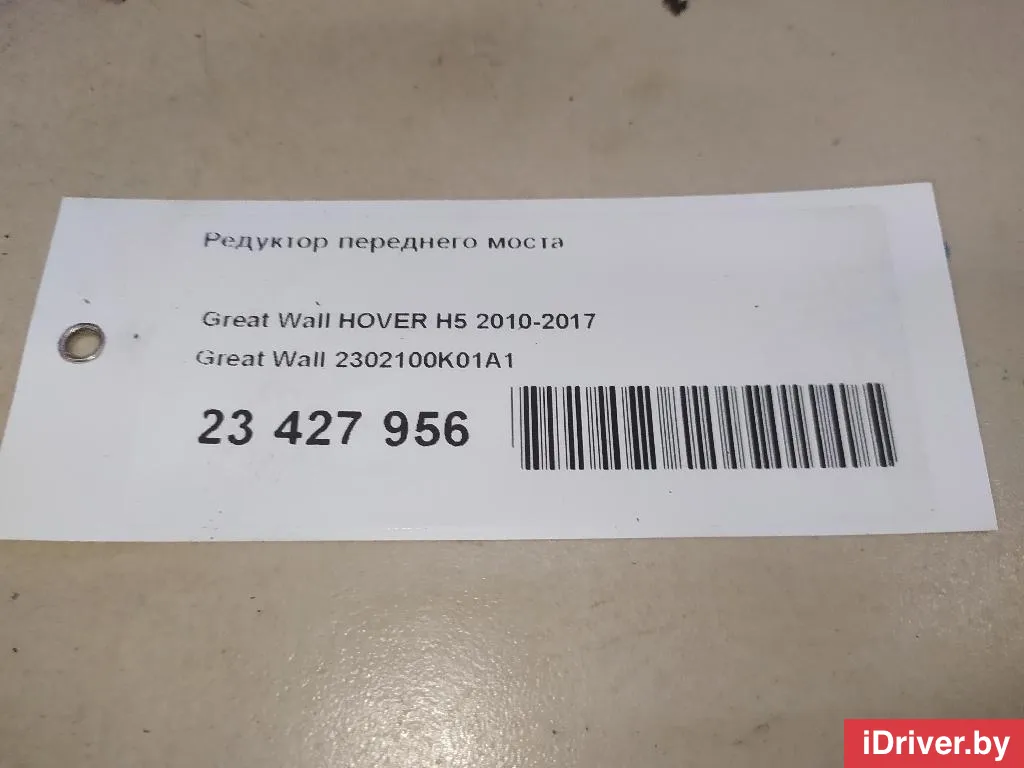 Редуктор переднего моста
Great Wall HOVER H5 2010-2017
Great Wall 2302100K01A1
23 427 956
iDriver.by